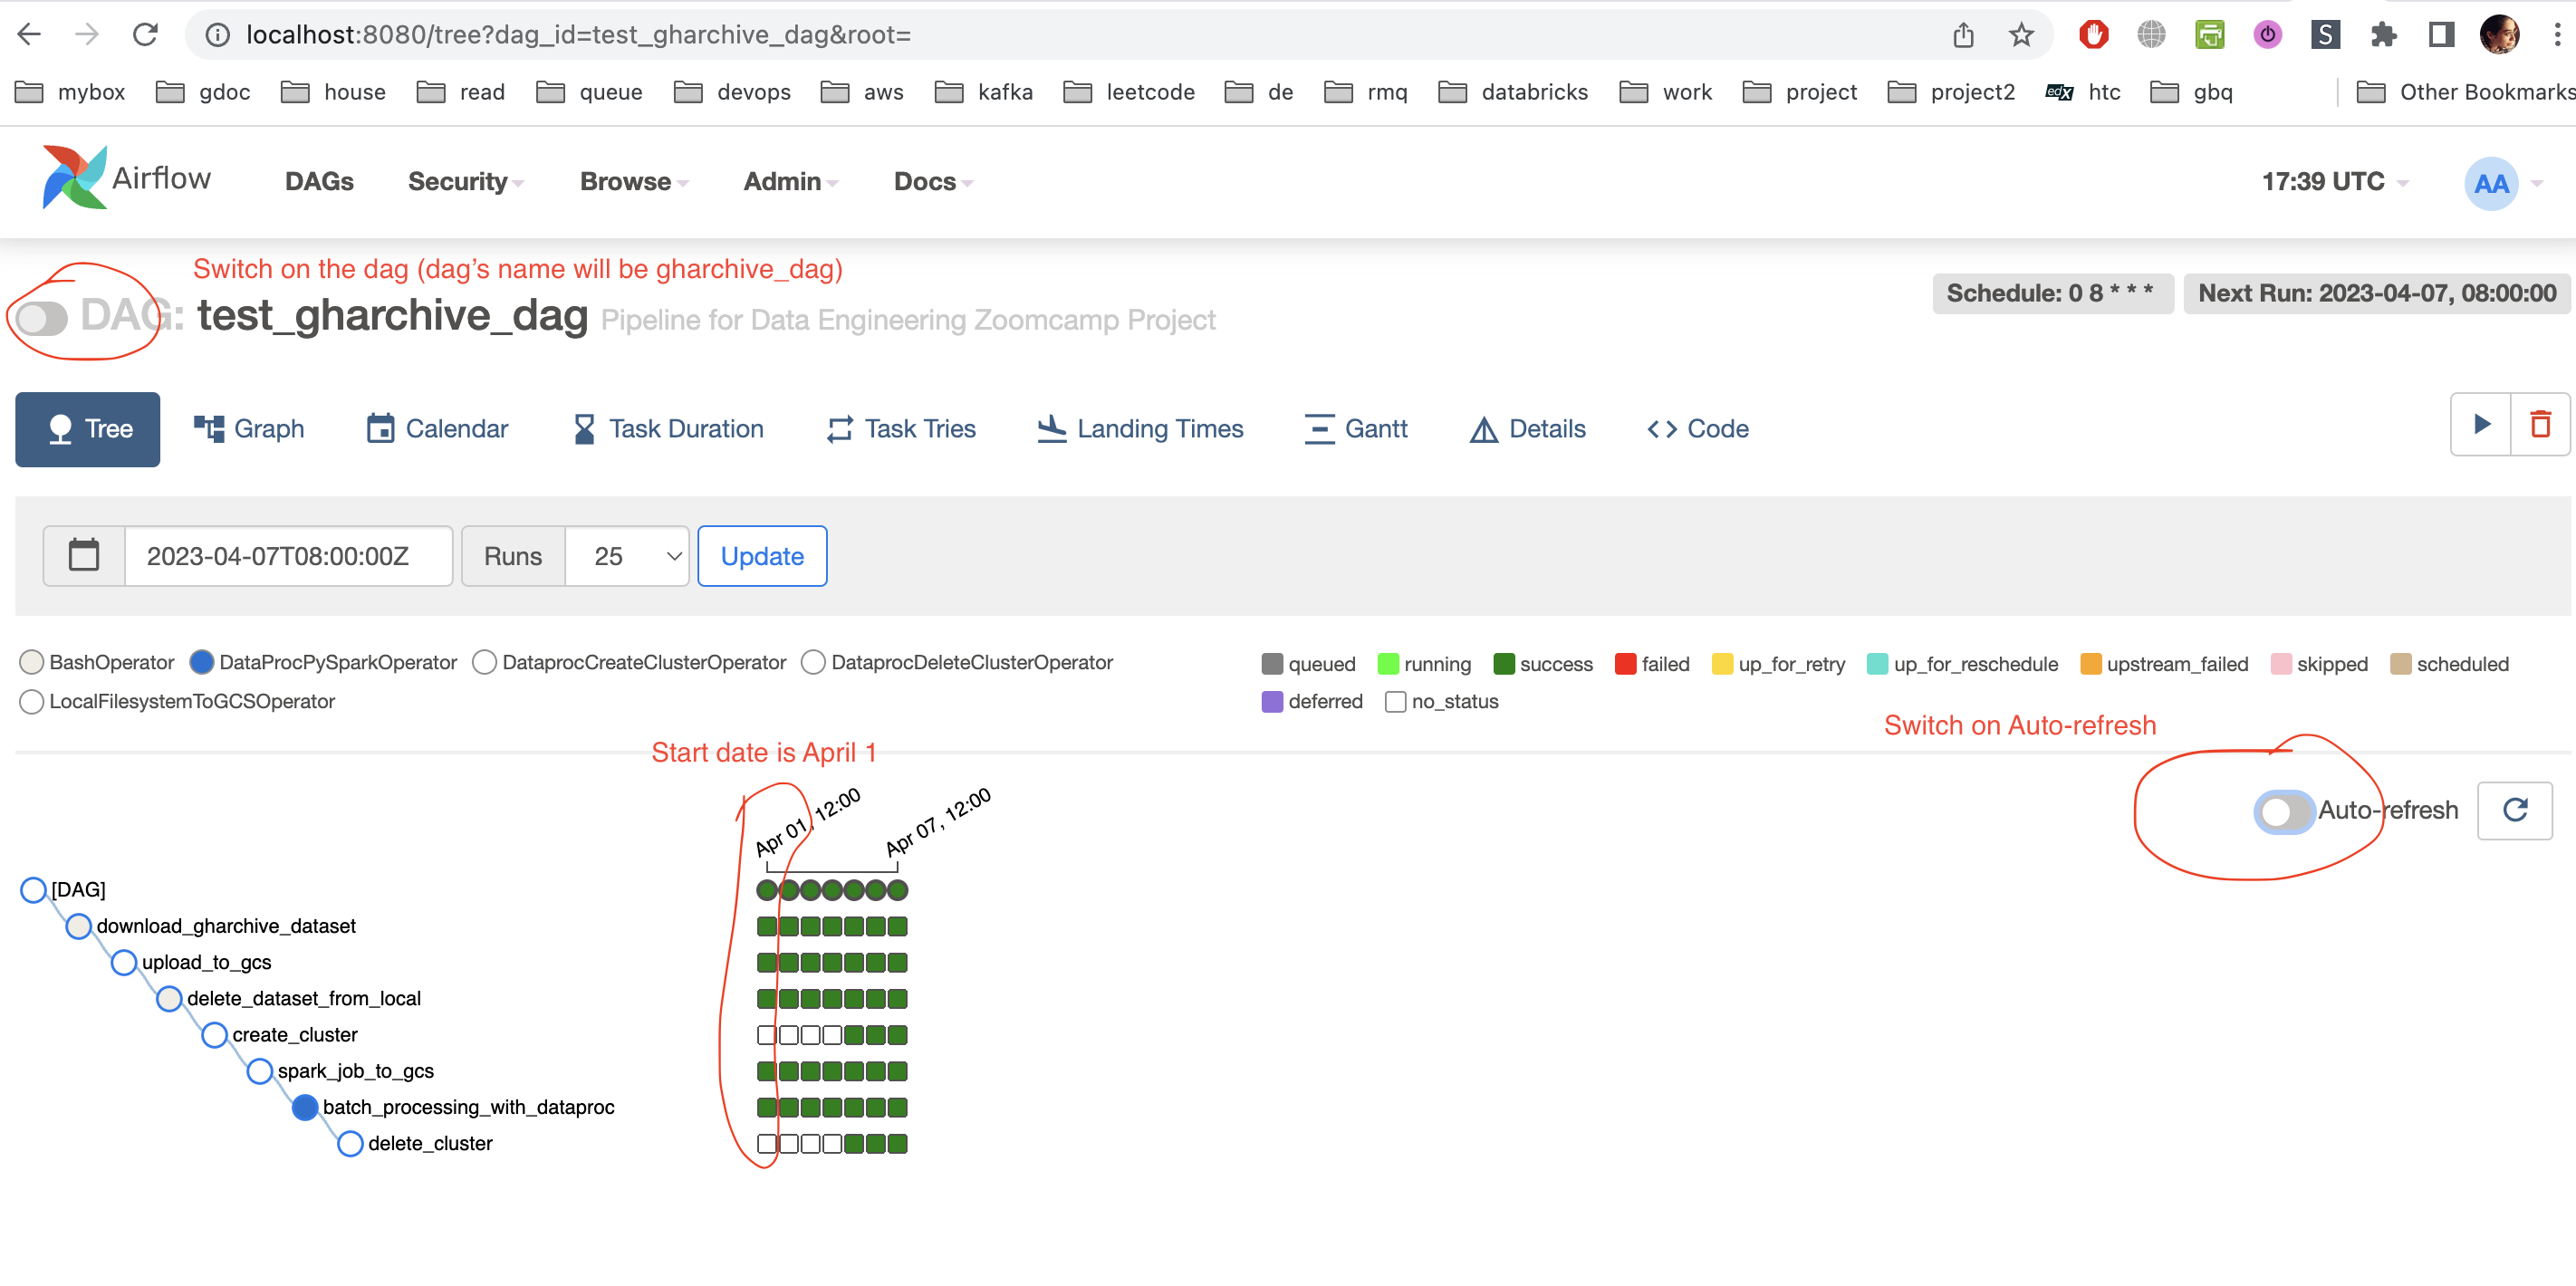 localhost:8080/tree?dag_id=test_gharchive_dag&root=
mybox gdoc house read queue devops aws kafka leetcode de rmq databricks work project project2 edX htc gbq Other Bookmarks
Airflow DAGs Security Browse Admin Docs 17:39 UTC AA
Switch on the dag (dag's name will be gharchive_dag)
DAG: test_gharchive_dag Pipeline for Data Engineering Zoomcamp Project Schedule: 0 8 * * * Next Run: 2023-04-07, 08:00:00
Tree Graph Calendar Task Duration Task Tries Landing Times Gantt Details Code
2023-04-07T08:00:00Z Runs 25 Update
BashOperator DataProcPySparkOperator DataprocCreateClusterOperator DataprocDeleteClusterOperator
LocalFilesystemToGCSOperator
queued running success failed up_for_retry up_for_reschedule upstream_failed skipped scheduled
deferred no_status
Switch on Auto-refresh
Start date is April 1
Auto-refresh
Apr 01, 12:00 Apr 07, 12:00
[DAG]
download_gharchive_dataset
upload_to_gcs
delete_dataset_from_local
create_cluster
spark_job_to_gcs
batch_processing_with_dataproc
delete_cluster